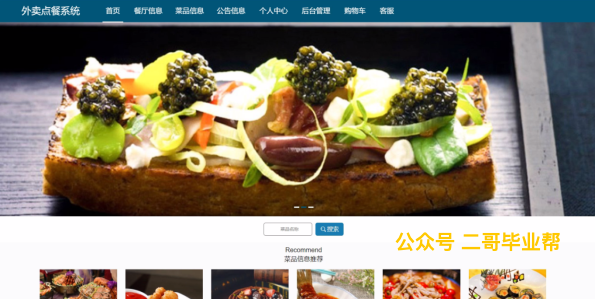 外卖点餐系统 首页 餐厅信息 菜品信息 公告信息 个人中心 后台管理 购物车 客服
菜品名称 搜索
公众号 二哥毕业帮
Recommend
菜品信息推荐